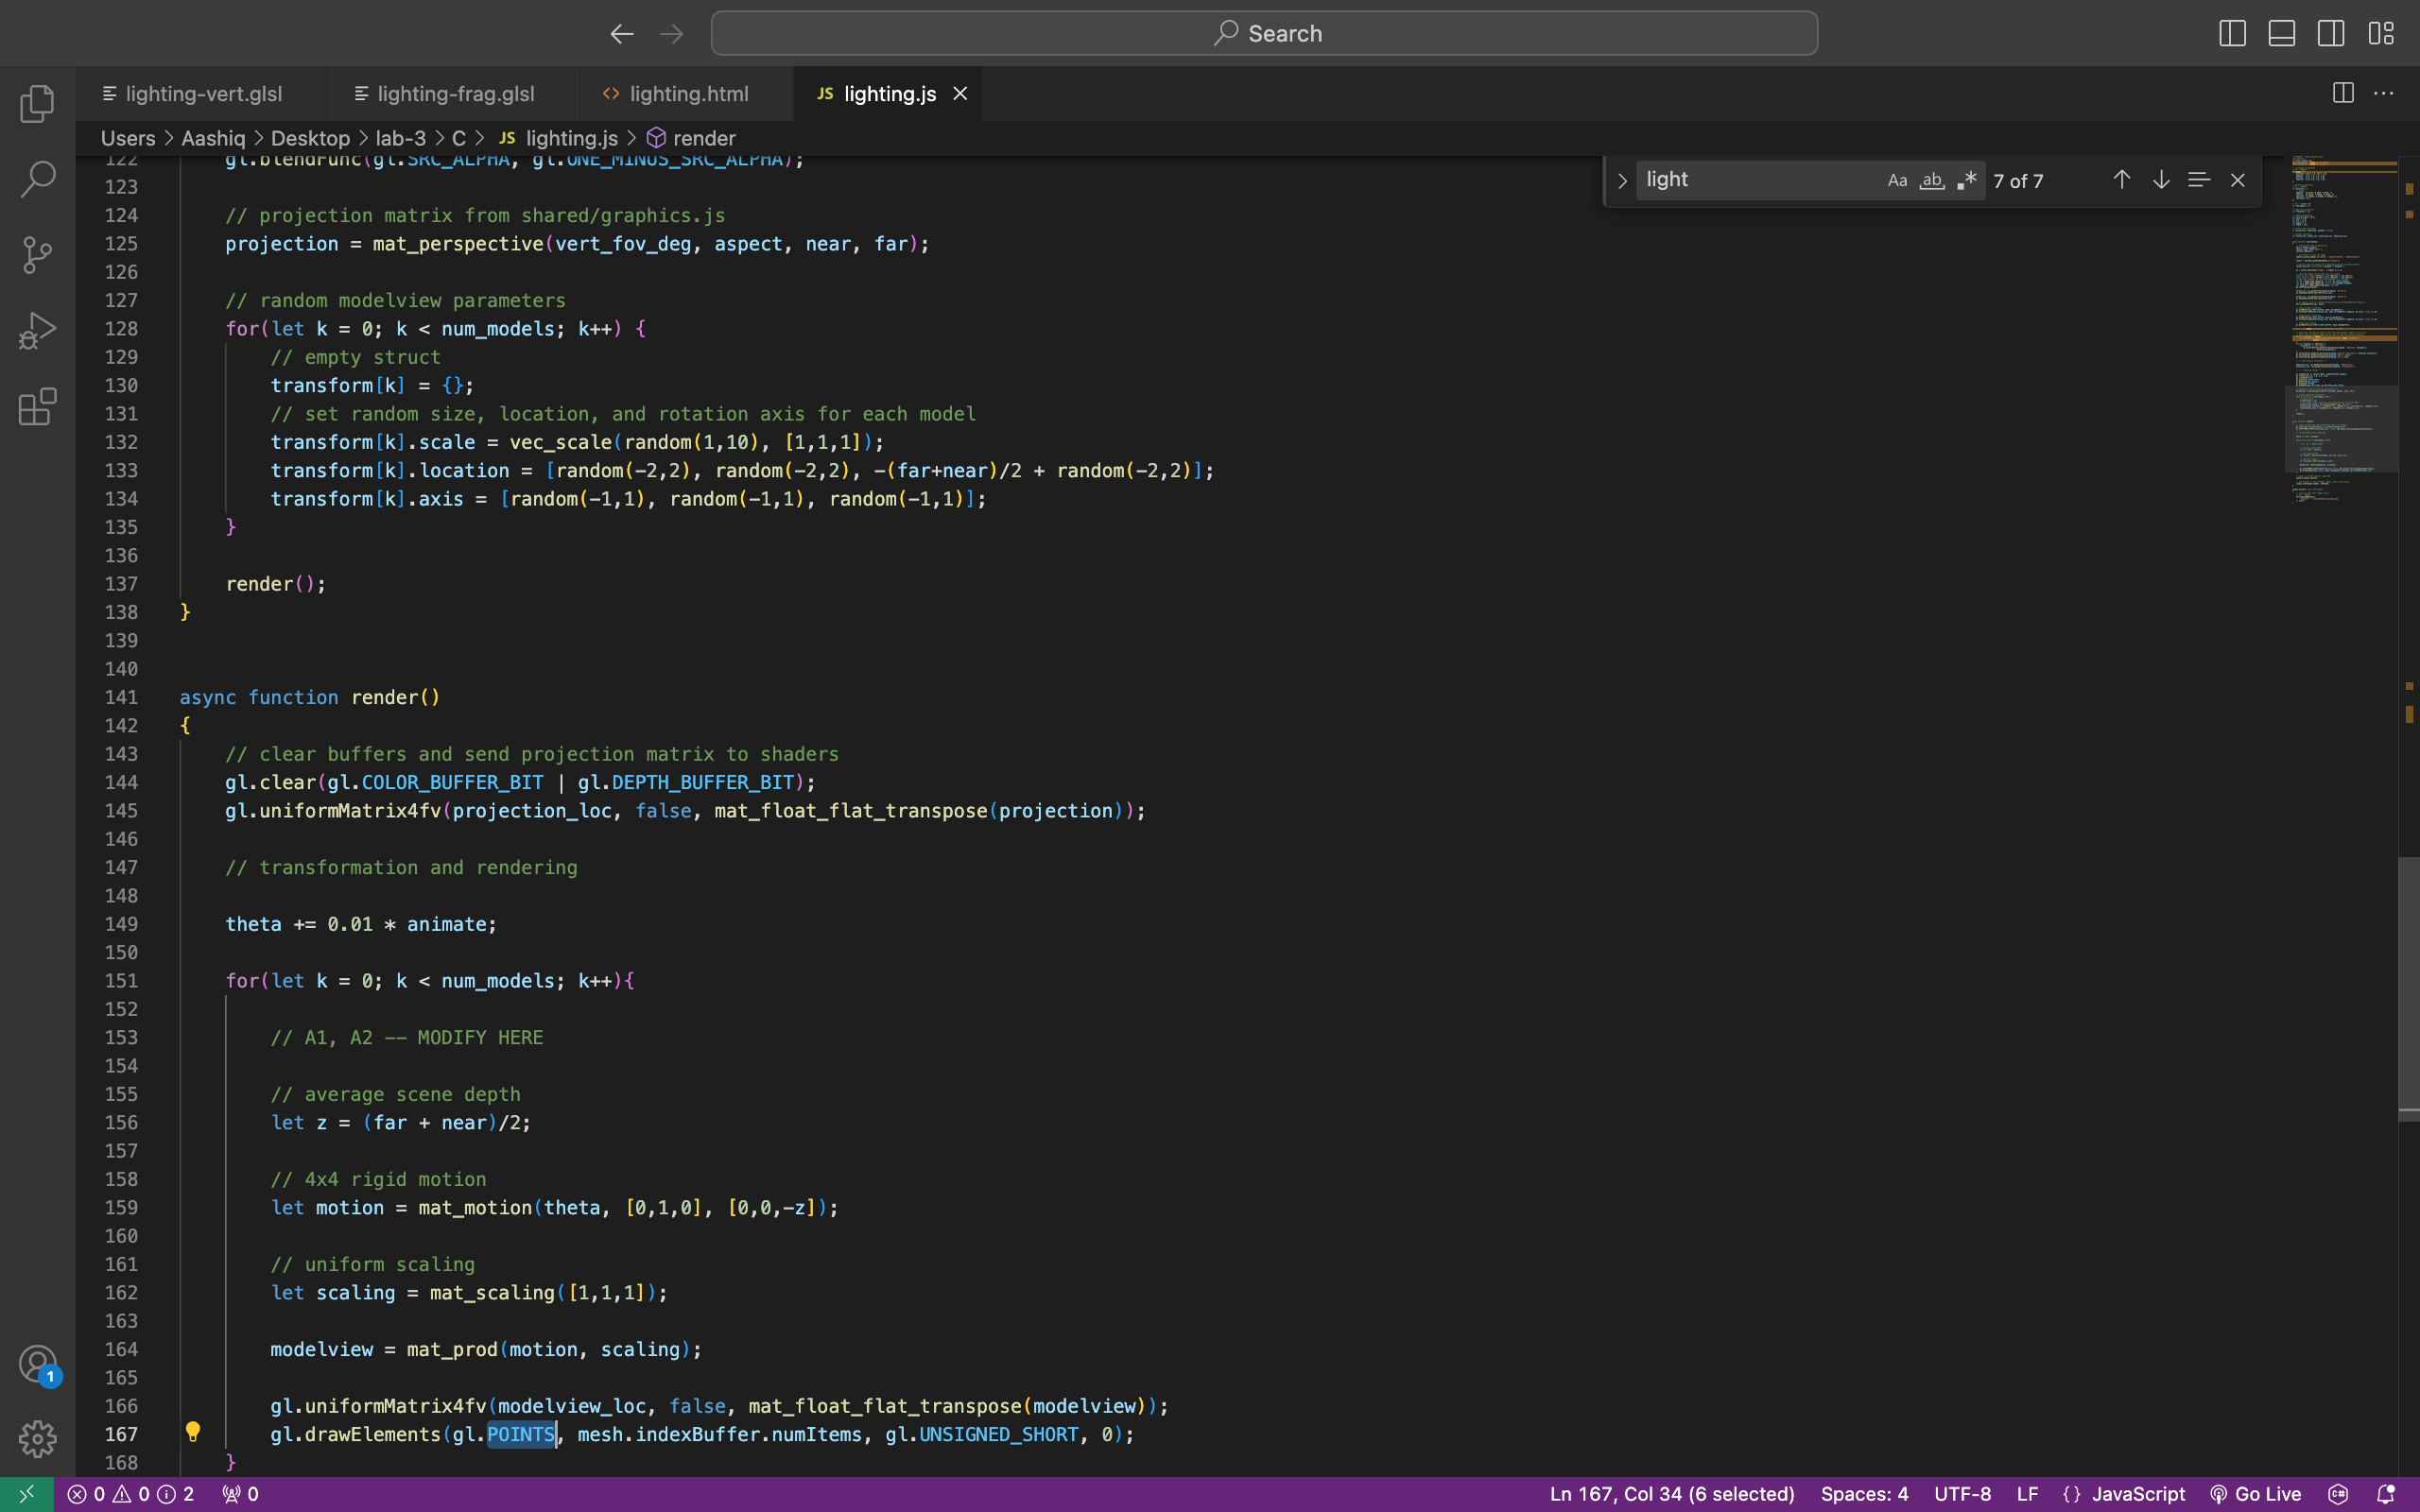 Search
lighting-vert.glsl lighting-frag.glsl <> lighting.html JS lighting.js ×
Users > Aashiq > Desktop > lab-3 > C > JS lighting.js > render
light Aa ab .* 7 of 7
122 gl.blendFunc(gl.SRC_ALPHA, gl.ONE_MINUS_SRC_ALPHA);
123
124 // projection matrix from shared/graphics.js
125 projection = mat_perspective(vert_fov_deg, aspect, near, far);
126
127 // random modelview parameters
128 for(let k = 0; k < num_models; k++) {
129 // empty struct
130 transform[k] = {};
131 // set random size, location, and rotation axis for each model
132 transform[k].scale = vec_scale(random(1,10), [1,1,1]);
133 transform[k].location = [random(-2,2), random(-2,2), -(far+near)/2 + random(-2,2)];
134 transform[k].axis = [random(-1,1), random(-1,1), random(-1,1)];
135 }
136
137 render();
138 }
139
140
141 async function render()
142 {
143 // clear buffers and send projection matrix to shaders
144 gl.clear(gl.COLOR_BUFFER_BIT | gl.DEPTH_BUFFER_BIT);
145 gl.uniformMatrix4fv(projection_loc, false, mat_float_flat_transpose(projection));
146
147 // transformation and rendering
148
149 theta += 0.01 * animate;
150
151 for(let k = 0; k < num_models; k++){
152
153 // A1, A2 -- MODIFY HERE
154
155 // average scene depth
156 let z = (far + near)/2;
157
158 // 4x4 rigid motion
159 let motion = mat_motion(theta, [0,1,0], [0,0,-z]);
160
161 // uniform scaling
162 let scaling = mat_scaling([1,1,1]);
163
164 modelview = mat_prod(motion, scaling);
165
166 gl.uniformMatrix4fv(modelview_loc, false, mat_float_flat_transpose(modelview));
167 gl.drawElements(gl.POINTS, mesh.indexBuffer.numItems, gl.UNSIGNED_SHORT, 0);
168 }
1
0 0 2 0 Ln 167, Col 34 (6 selected) Spaces: 4 UTF-8 LF {} JavaScript Go Live